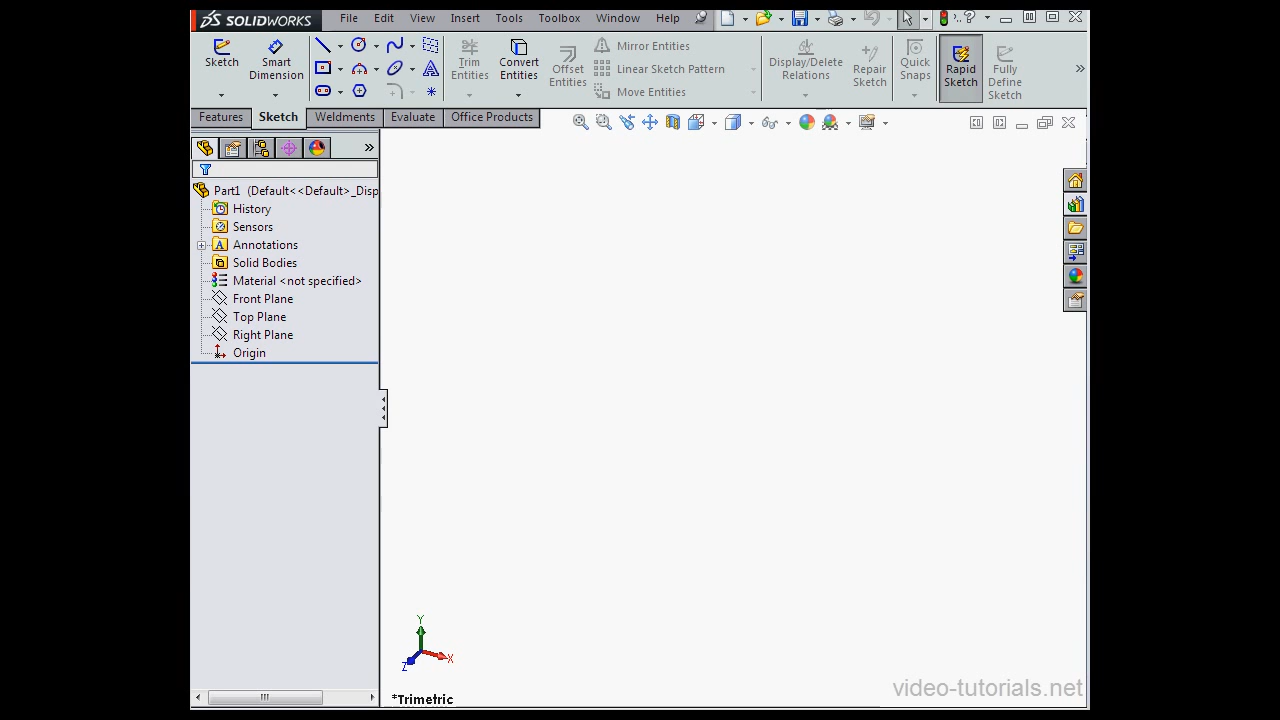 SOLIDWORKS File Edit View Insert Tools Toolbox Window Help
Sketch
Smart
Dimension
Trim
Entities
Convert
Entities
Offset
Entities
Mirror Entities
Linear Sketch Pattern
Move Entities
Display/Delete
Relations
Repair
Sketch
Quick
Snaps
Rapid
Sketch
Fully
Define
Sketch
Features Sketch Weldments Evaluate Office Products
Part1 (Default<<Default>_Disp
History
Sensors
Annotations
Solid Bodies
Material <not specified>
Front Plane
Top Plane
Right Plane
Origin
Y
X
Z
*Trimetric
video-tutorials.net